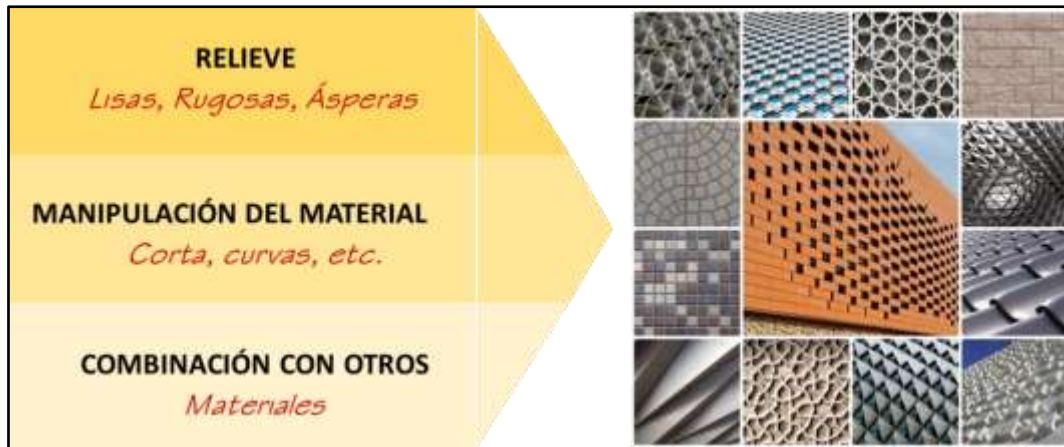 RELIEVE
Lisas, Rugosas, Ásperas
MANIPULACIÓN DEL MATERIAL
Corta, curvas, etc.
COMBINACIÓN CON OTROS
Materiales